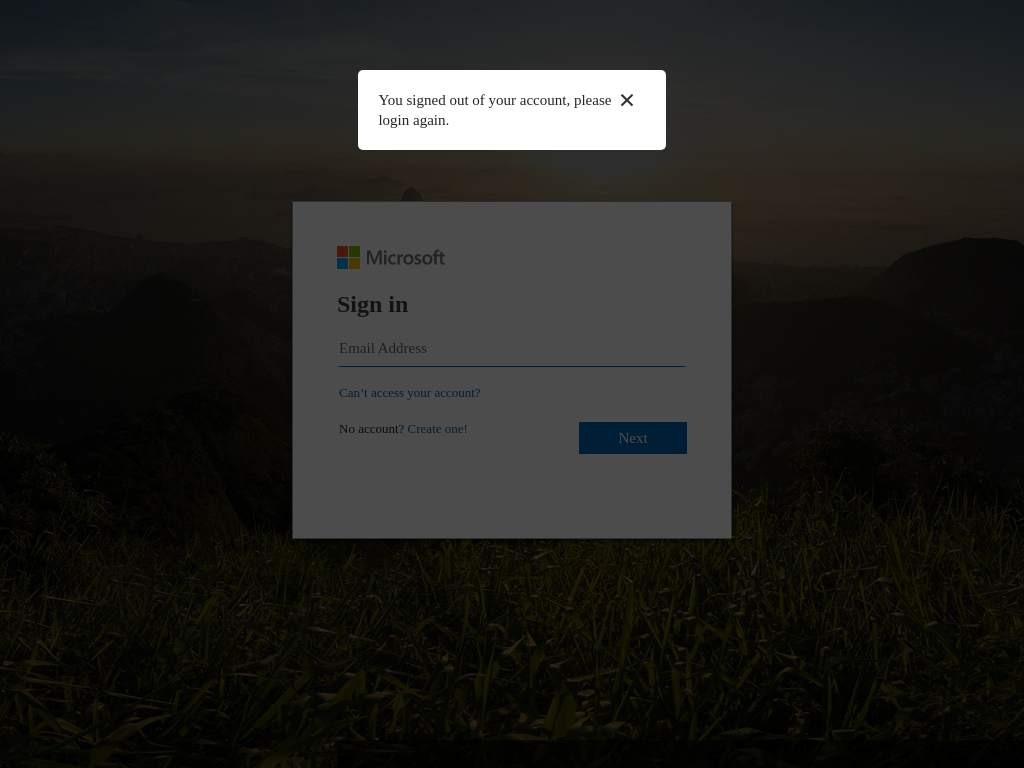 You signed out of your account, please
login again.
Microsoft
Sign in
Email Address
Can't access your account?
No account? Create one!
Next